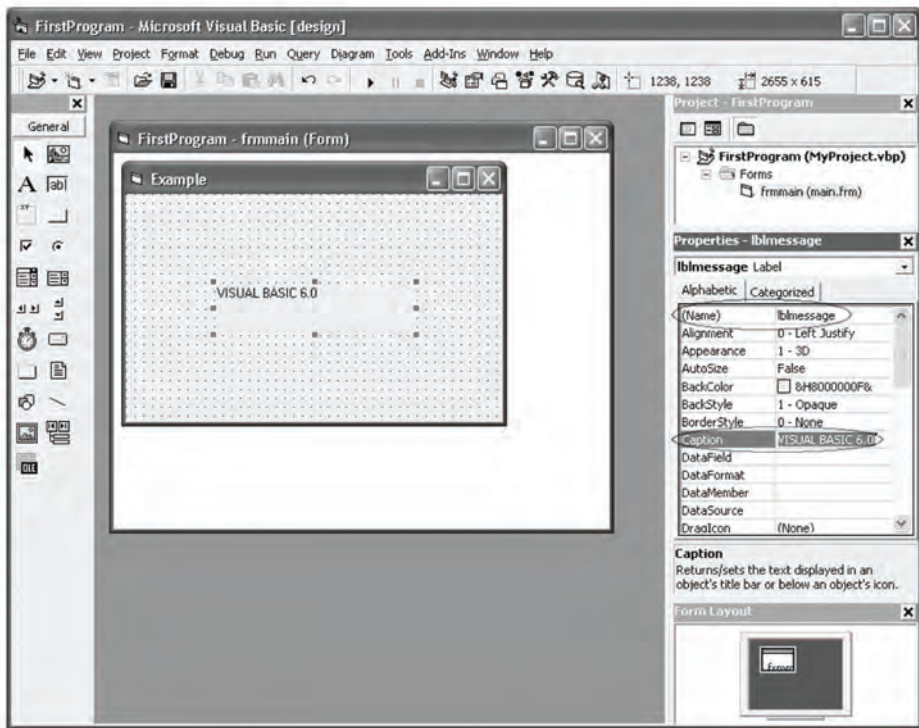 FirstProgram - Microsoft Visual Basic [design]
File Edit View Project Format Debug Run Query Diagram Tools Add-Ins Window Help
1238, 1238 2655 x 615
General
A ab|
XY
OLE
FirstProgram - frmmain (Form)
Example
VISUAL BASIC 6.0
Project - FirstProgram
FirstProgram (MyProject.vbp)
Forms
frmmain (main.frm)
Properties - lblmessage
lblmessage Label
Alphabetic Categorized
(Name) lblmessage
Alignment 0 - Left Justify
Appearance 1 - 3D
AutoSize False
BackColor &H8000000F&
BackStyle 1 - Opaque
BorderStyle 0 - None
Caption VISUAL BASIC 6.0
DataField
DataFormat
DataMember
DataSource
DragIcon (None)
Caption
Returns/sets the text displayed in an
object's title bar or below an object's icon.
Form Layout